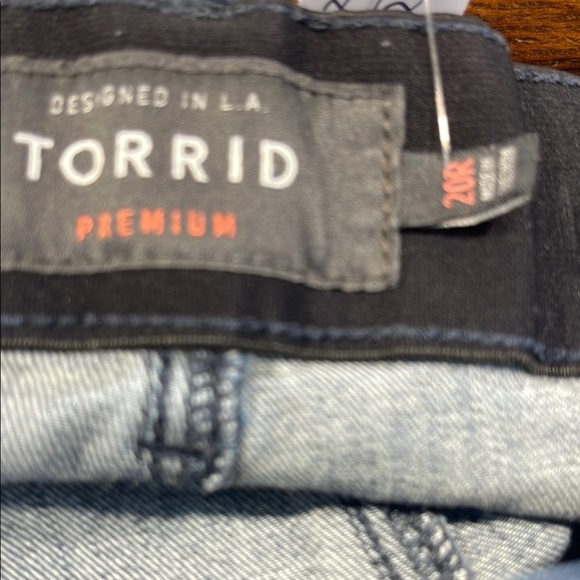 DESIGNED IN L.A.
TORRID
PREMIUM
20R